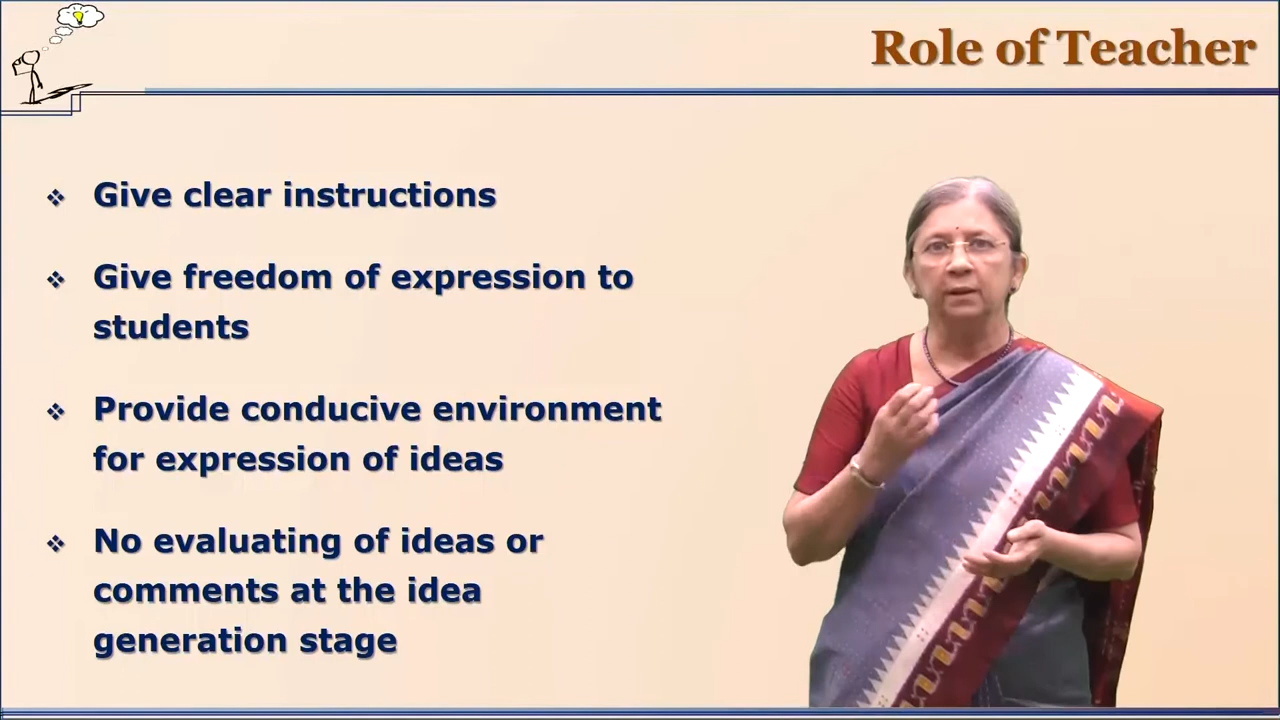 Role of Teacher
Give clear instructions
Give freedom of expression to
students
Provide conducive environment
for expression of ideas
No evaluating of ideas or
comments at the idea
generation stage